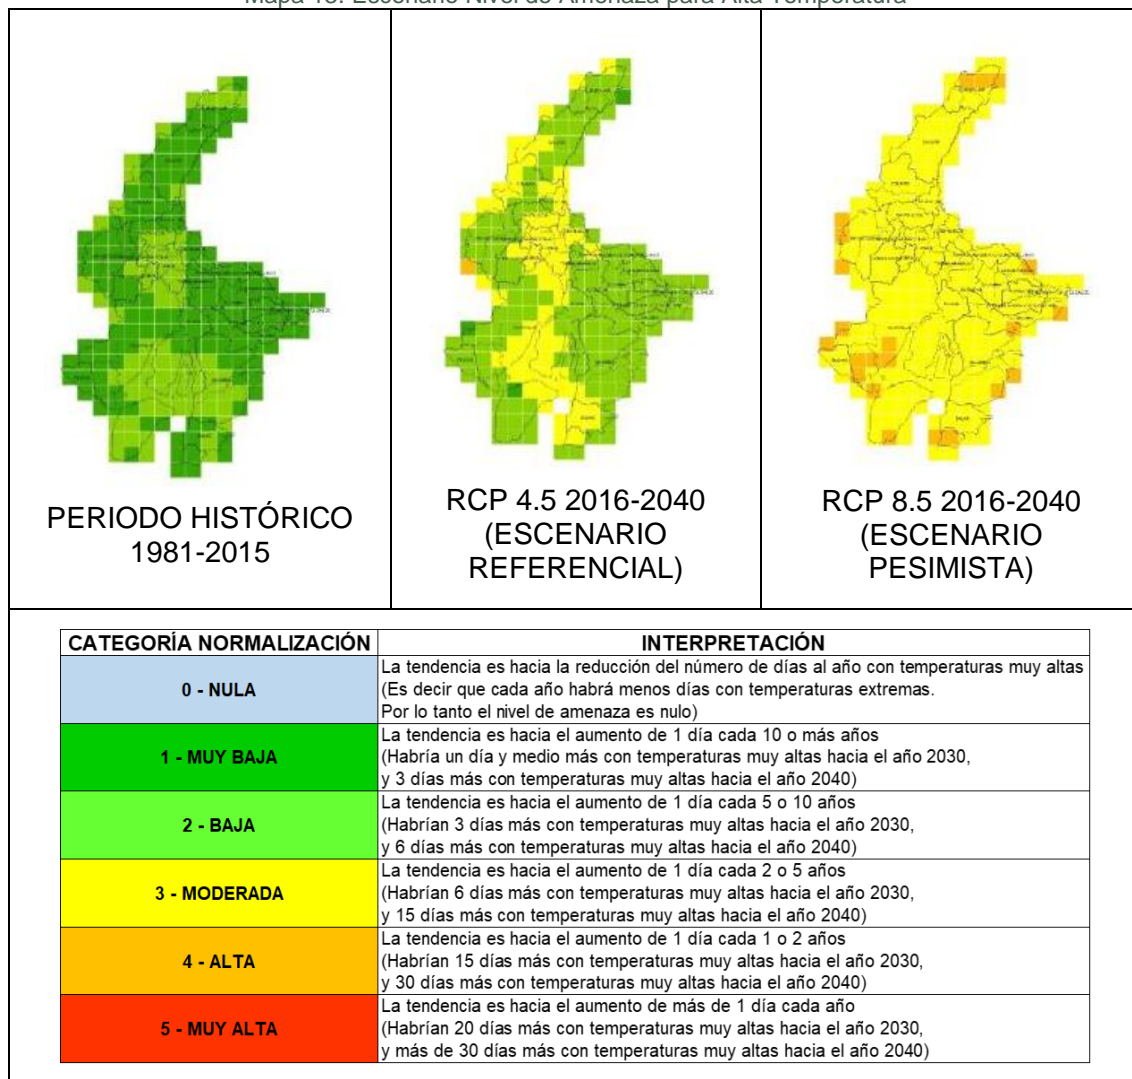 Mapa 15. Escenario Nivel de Amenaza para Alta Temperatura
PERIODO HISTÓRICO
1981-2015
RCP 4.5 2016-2040
(ESCENARIO
REFERENCIAL)
RCP 8.5 2016-2040
(ESCENARIO
PESIMISTA)
CATEGORÍA NORMALIZACIÓN
INTERPRETACIÓN
0 - NULA
La tendencia es hacia la reducción del número de días al año con temperaturas muy altas
(Es decir que cada año habrá menos días con temperaturas extremas.
Por lo tanto el nivel de amenaza es nulo)
1 - MUY BAJA
La tendencia es hacia el aumento de 1 día cada 10 o más años
(Habría un día y medio más con temperaturas muy altas hacia el año 2030,
y 3 días más con temperaturas muy altas hacia el año 2040)
2 - BAJA
La tendencia es hacia el aumento de 1 día cada 5 o 10 años
(Habrían 3 días más con temperaturas muy altas hacia el año 2030,
y 6 días más con temperaturas muy altas hacia el año 2040)
3 - MODERADA
La tendencia es hacia el aumento de 1 día cada 2 o 5 años
(Habrían 6 días más con temperaturas muy altas hacia el año 2030,
y 15 días más con temperaturas muy altas hacia el año 2040)
4 - ALTA
La tendencia es hacia el aumento de 1 día cada 1 o 2 años
(Habrían 15 días más con temperaturas muy altas hacia el año 2030,
y 30 días más con temperaturas muy altas hacia el año 2040)
5 - MUY ALTA
La tendencia es hacia el aumento de más de 1 día cada año
(Habrían 20 días más con temperaturas muy altas hacia el año 2030,
y más de 30 días más con temperaturas muy altas hacia el año 2040)